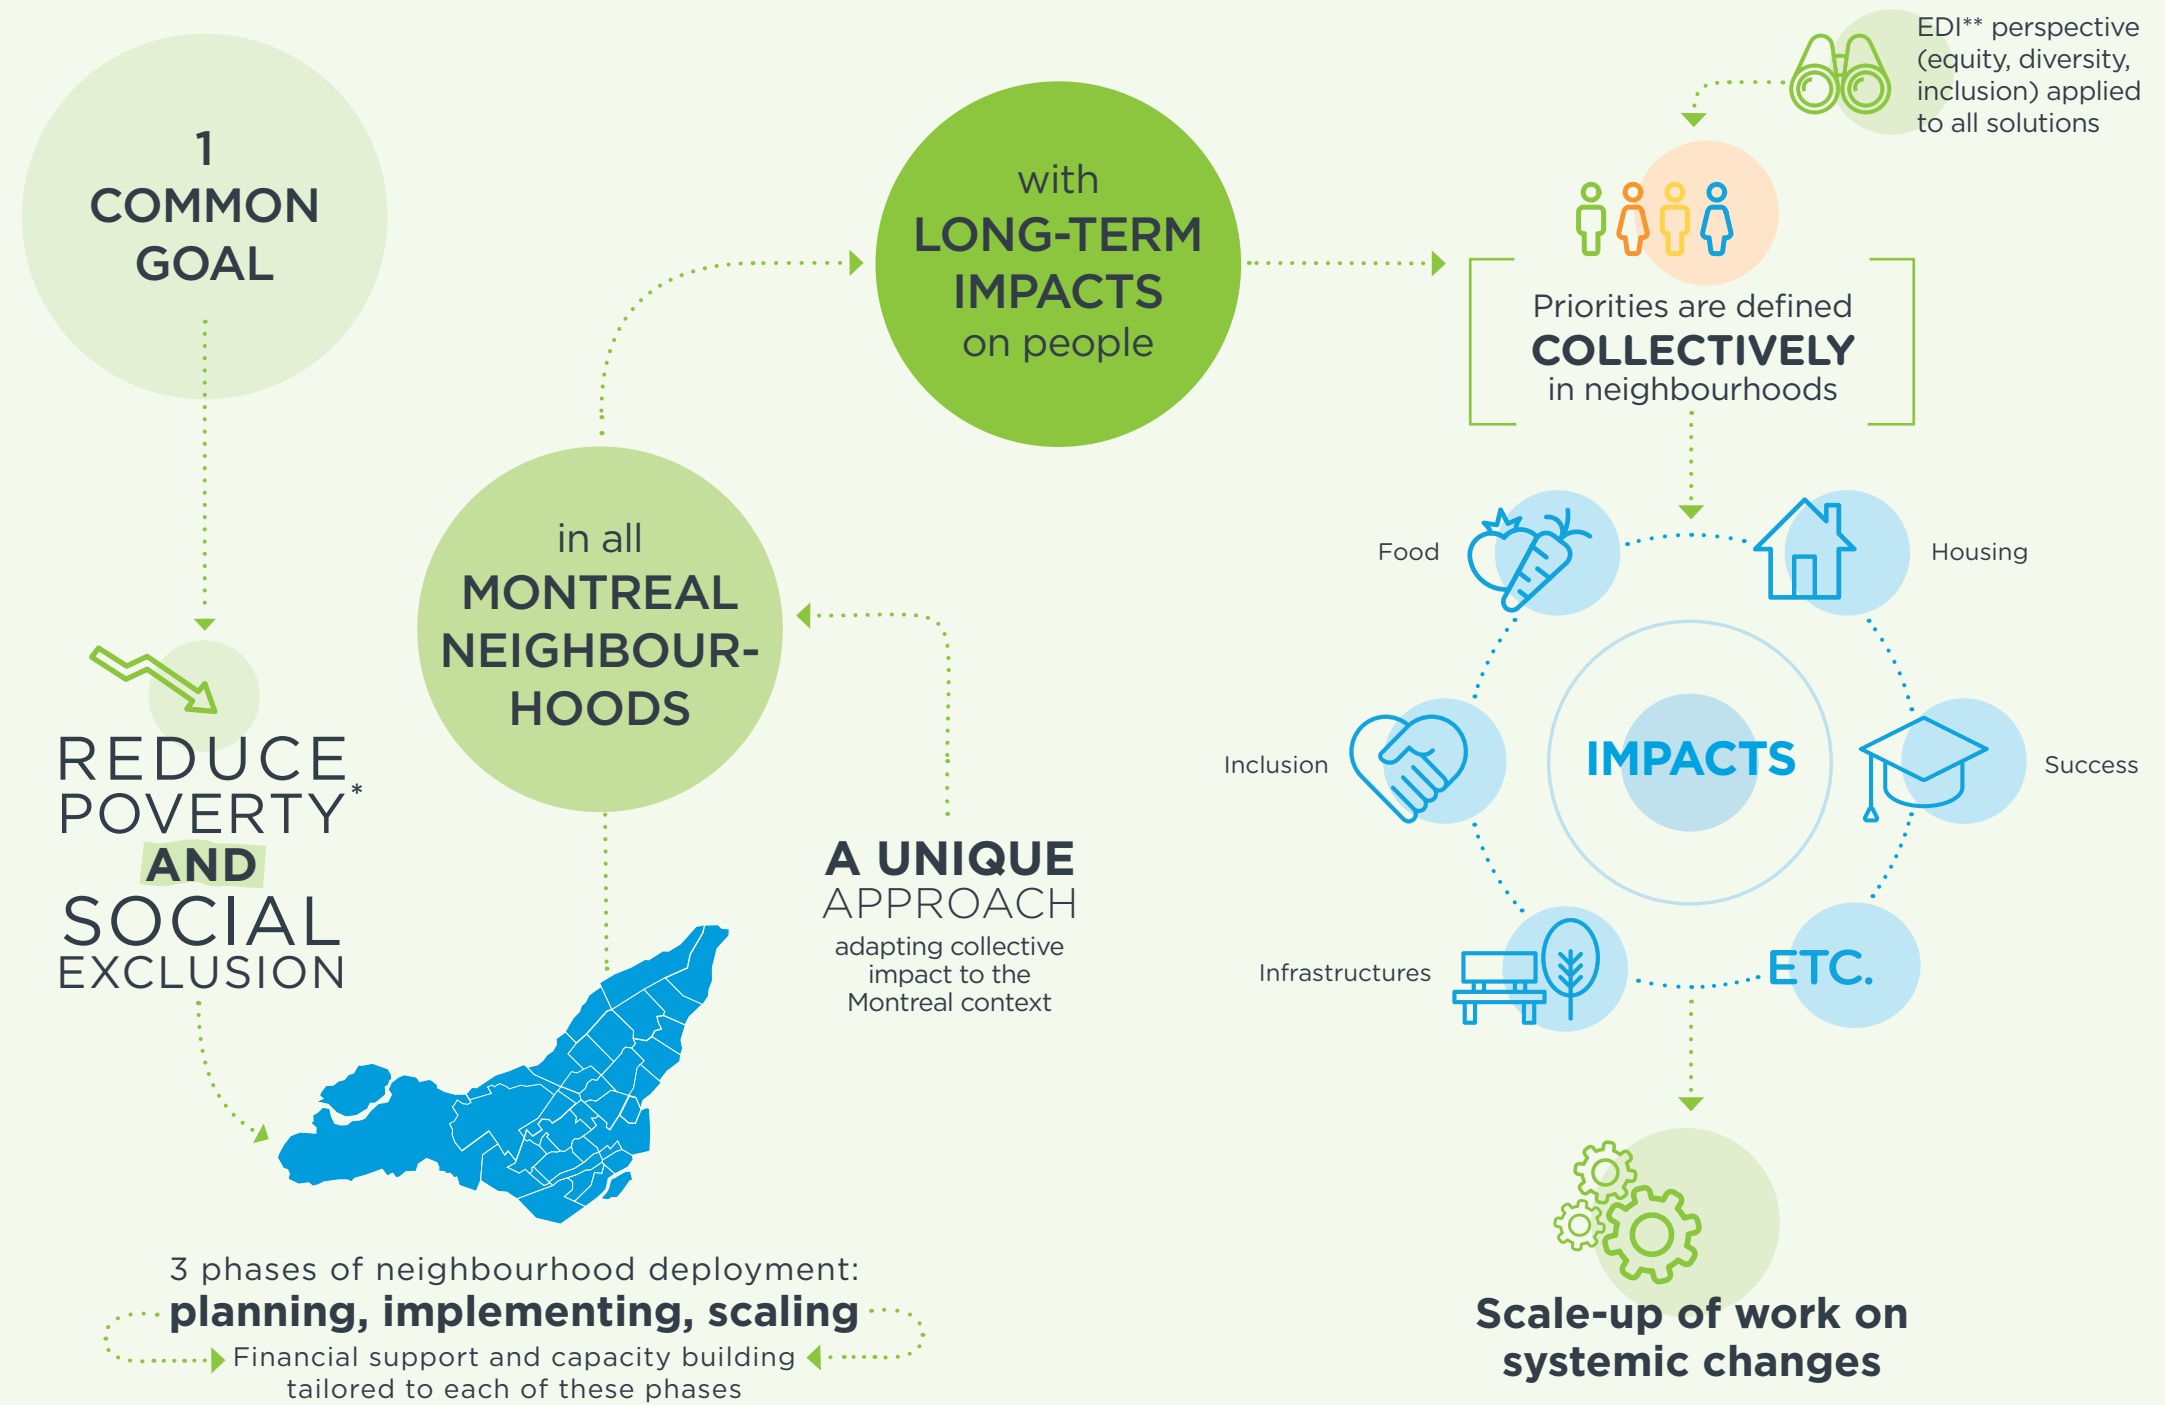 1
COMMON
GOAL
REDUCE
POVERTY*
AND
SOCIAL
EXCLUSION
in all
MONTREAL
NEIGHBOUR-
HOODS
A UNIQUE
APPROACH
adapting collective
impact to the
Montreal context
3 phases of neighbourhood deployment:
planning, implementing, scaling
Financial support and capacity building
tailored to each of these phases
with
LONG-TERM
IMPACTS
on people
EDI** perspective
(equity, diversity,
inclusion) applied
to all solutions
Priorities are defined
COLLECTIVELY
in neighbourhoods
Food
Housing
Inclusion
IMPACTS
Success
Infrastructures
ETC.
Scale-up of work on
systemic changes